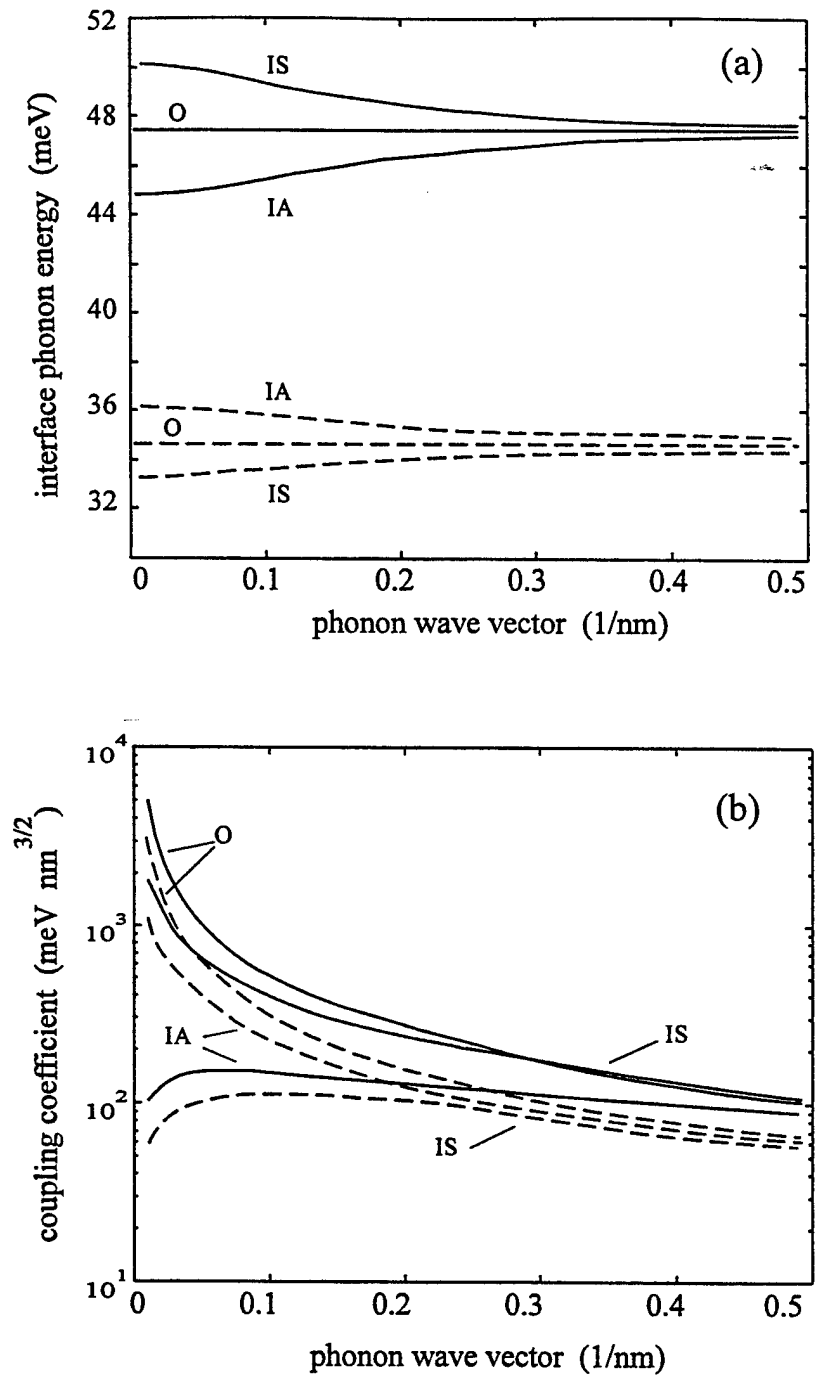 52
48
44
40
36
32
interface phonon energy (meV)
(a)
IS
O
IA
IA
O
IS
0 0.1 0.2 0.3 0.4 0.5
phonon wave vector (1/nm)
10^4
10^3
10^2
10^1
coupling coefficient (meV nm^3/2)
(b)
O
IS
IA
IS
0 0.1 0.2 0.3 0.4 0.5
phonon wave vector (1/nm)